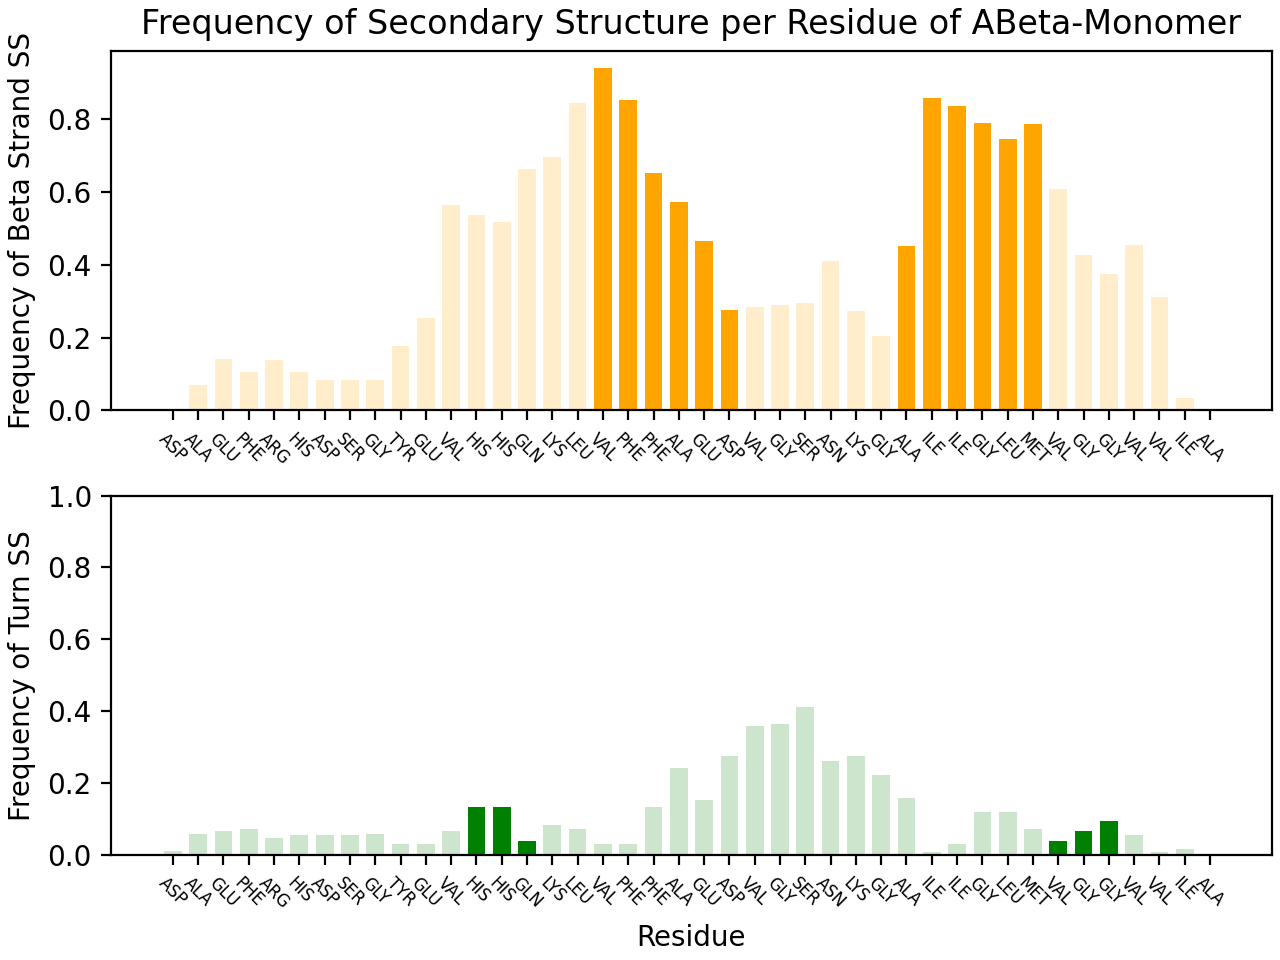 Frequency of Secondary Structure per Residue of ABeta-Monomer
Frequency of Beta Strand SS
0.8
0.6
0.4
0.2
0.0
ASP ALA GLU PHE ARG HIS ASP SER GLY TYR GLU VAL HIS HIS GLN LYS LEU VAL PHE PHE ALA GLU ASP VAL GLY SER ASN LYS GLY ALA ILE ILE GLY LEU MET VAL GLY GLY VAL VAL ILE ALA
Frequency of Turn SS
1.0
0.8
0.6
0.4
0.2
0.0
ASP ALA GLU PHE ARG HIS ASP SER GLY TYR GLU VAL HIS HIS GLN LYS LEU VAL PHE PHE ALA GLU ASP VAL GLY SER ASN LYS GLY ALA ILE ILE GLY LEU MET VAL GLY GLY VAL VAL ILE ALA
Residue